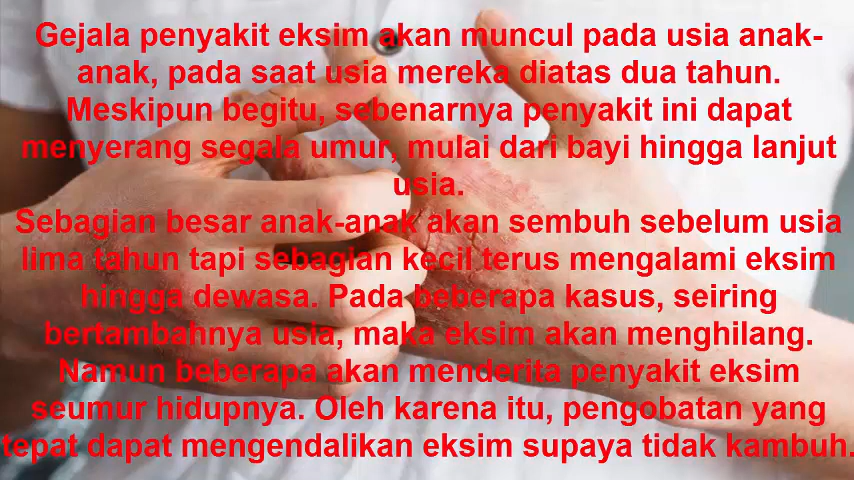 Gejala penyakit eksim akan muncul pada usia anak-
anak, pada saat usia mereka diatas dua tahun.
Meskipun begitu, sebenarnya penyakit ini dapat
menyerang segala umur, mulai dari bayi hingga lanjut
usia.
Sebagian besar anak-anak akan sembuh sebelum usia
lima tahun tapi sebagian kecil terus mengalami eksim
hingga dewasa. Pada beberapa kasus, seiring
bertambahnya usia, maka eksim akan menghilang.
Namun beberapa akan menderita penyakit eksim
seumur hidupnya. Oleh karena itu, pengobatan yang
tepat dapat mengendalikan eksim supaya tidak kambuh.